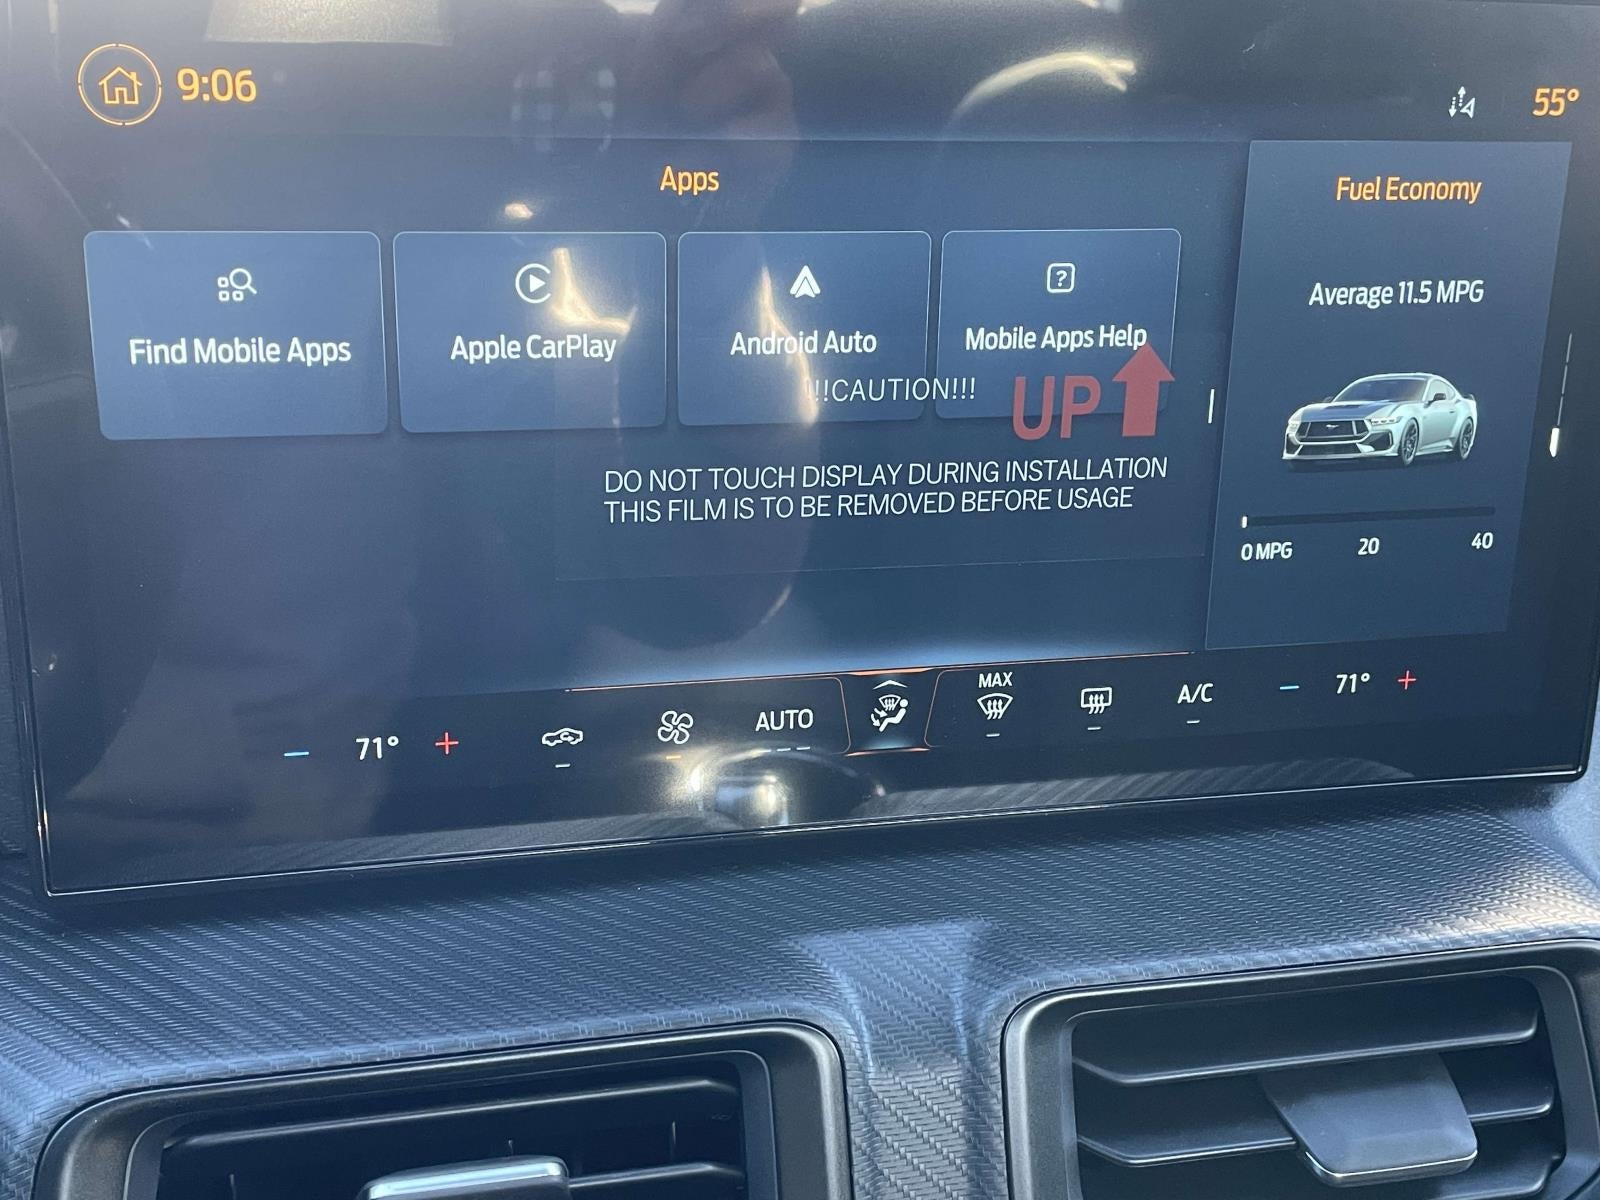 9:06
55°
Apps
Find Mobile Apps
Apple CarPlay
Android Auto
Mobile Apps Help
Fuel Economy
Average 11.5 MPG
0 MPG 20 40
!!!CAUTION!!!
UP
DO NOT TOUCH DISPLAY DURING INSTALLATION
THIS FILM IS TO BE REMOVED BEFORE USAGE
– 71° +
AUTO
MAX
A/C
– 71° +